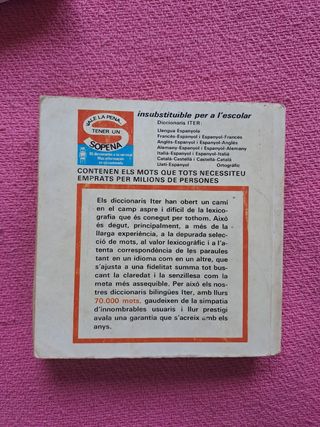 VALE LA PENA...
TENER UN
SOPENA
insubstituible per a l'escolar
Diccionaris ITER:
Llengua Espanyola
Francès-Espanyol i Espanyol-Francès
Anglès-Espanyol i Espanyol-Anglès
Alemany-Espanyol i Espanyol-Alemany
Italià-Espanyol i Espanyol-Italià
Català-Castellà i Castellà-Català
Llatí-Espanyol Ortogràfic
CONTENEN ELS MOTS QUE TOTS NECESSITEU
EMPRATS PER MILIONS DE PERSONES
Els diccionaris Iter han obert un camí
en el camp aspre i difícil de la lexico-
grafia que és conegut per tothom. Això
és degut, principalment, a més de la
llarga experiència, a la depurada selec-
ció de mots, al valor lexicogràfic i a l'a-
tenta correspondència de les paraules
tant en un idioma com en un altre, que
s'ajusta a una fidelitat summa tot bus-
cant la claredat i la senzillesa com la
meta més assequible. Per això els nos-
tres diccionaris bilingües Iter, amb llurs
70.000 mots, gaudeixen de la simpatia
d'innombrables usuaris i llur prestigi
avala una garantia que s'acreix amb els
anys.